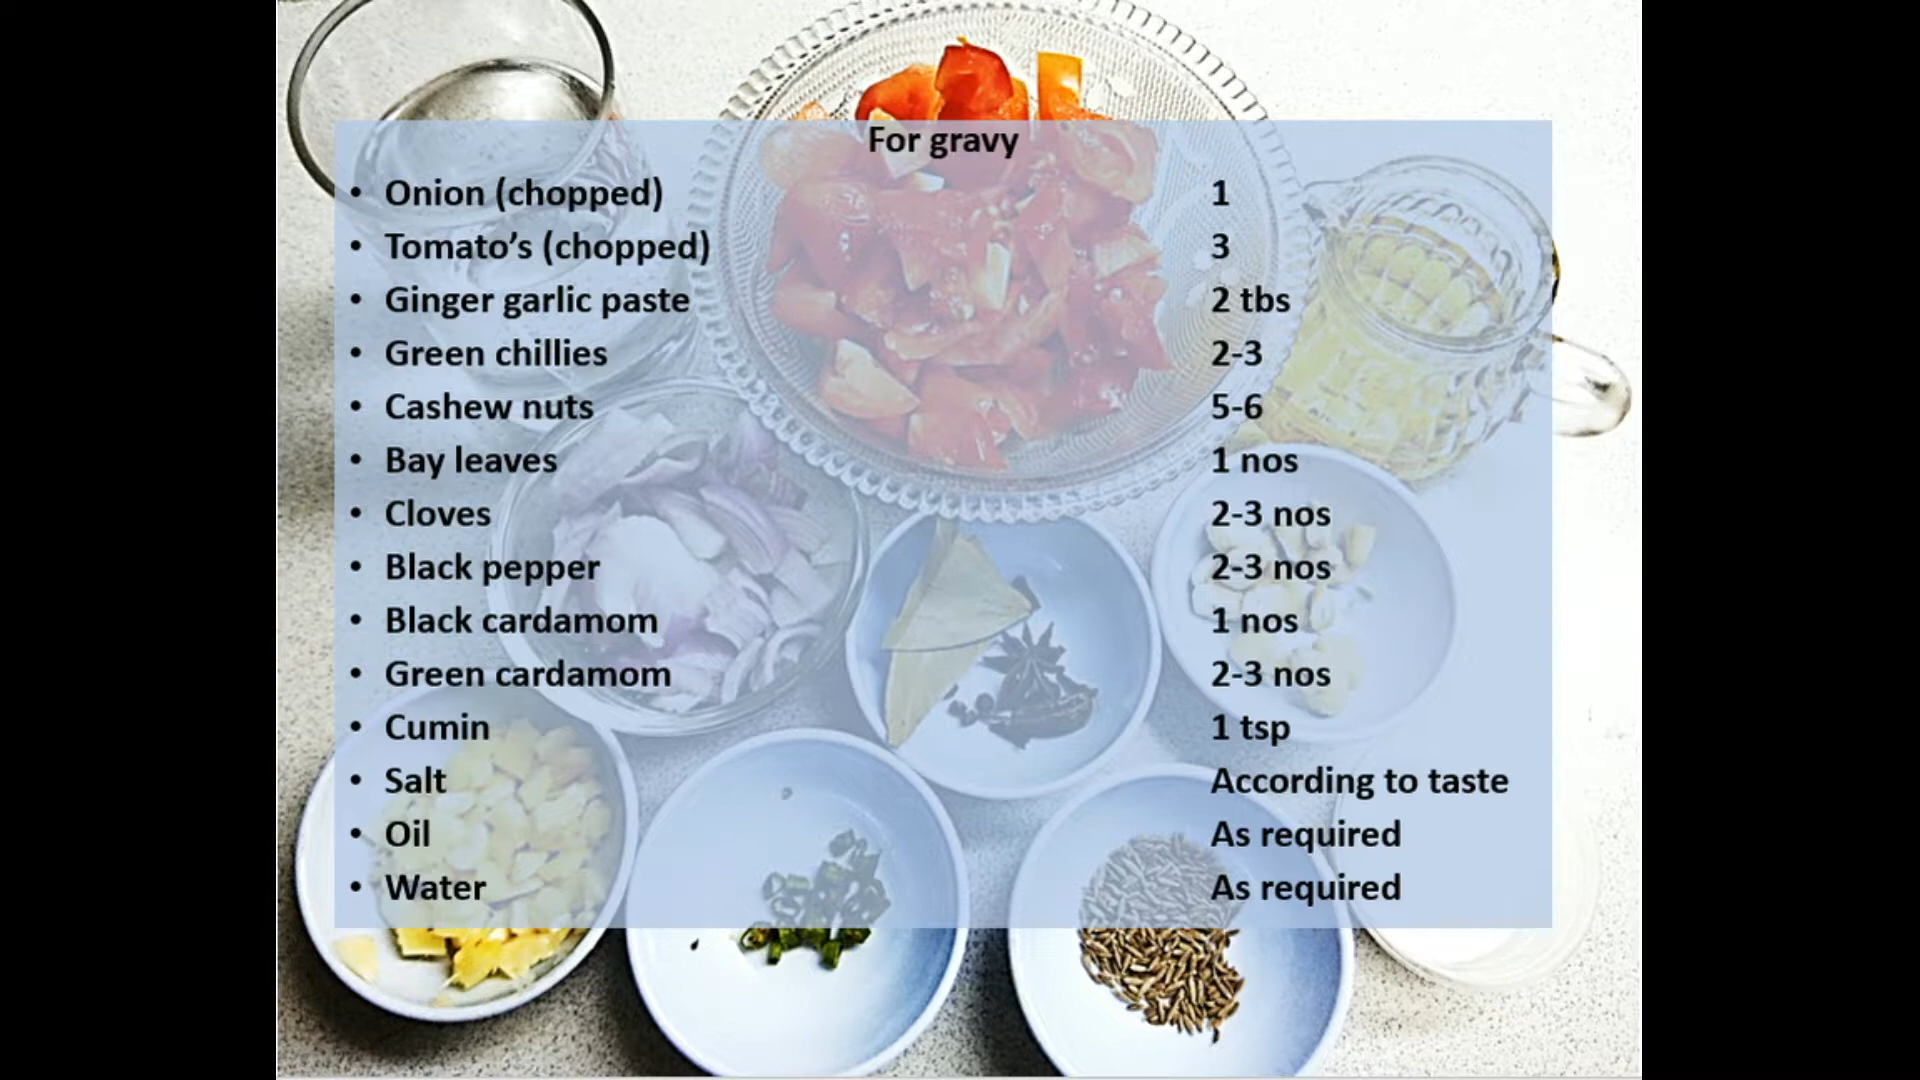 For gravy
• Onion (chopped) 1
• Tomato’s (chopped) 3
• Ginger garlic paste 2 tbs
• Green chillies 2-3
• Cashew nuts 5-6
• Bay leaves 1 nos
• Cloves 2-3 nos
• Black pepper 2-3 nos
• Black cardamom 1 nos
• Green cardamom 2-3 nos
• Cumin 1 tsp
• Salt According to taste
• Oil As required
• Water As required